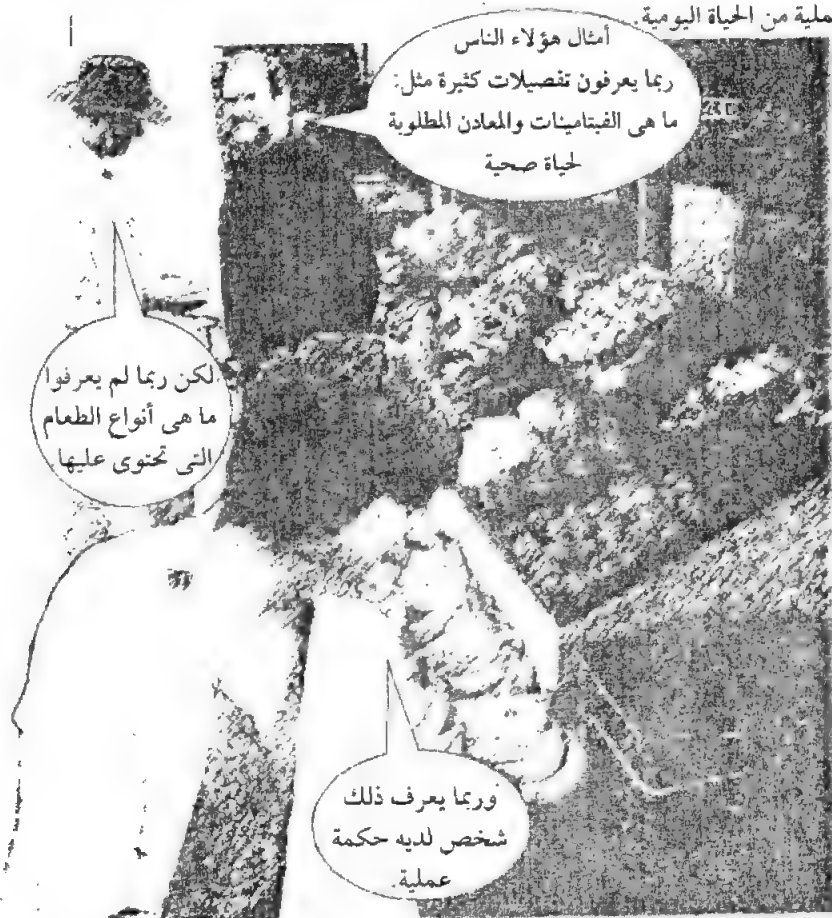 ملية من الحياة اليومية.
أمثال هؤلاء الناس
ربما يعرفون تفصيلات كثيرة مثل:
ما هى الفيتامينات والمعادن المطلوبة
لحياة صحية
لكن ربما لم يعرفوا
ما هى أنواع الطعام
التى تحتوى عليها
وربما يعرف ذلك
شخص لديه حكمة
عملية.